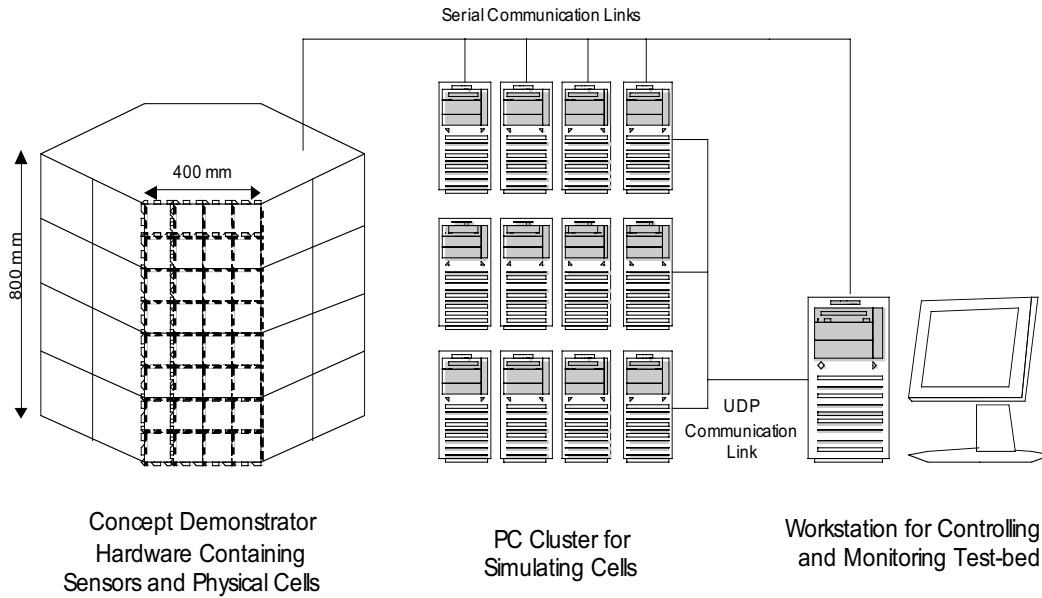 Serial Communication Links
400 mm
800 mm
UDP
Communication
Link
Concept Demonstrator
Hardware Containing
Sensors and Physical Cells
PC Cluster for
Simulating Cells
Workstation for Controlling
and Monitoring Test-bed